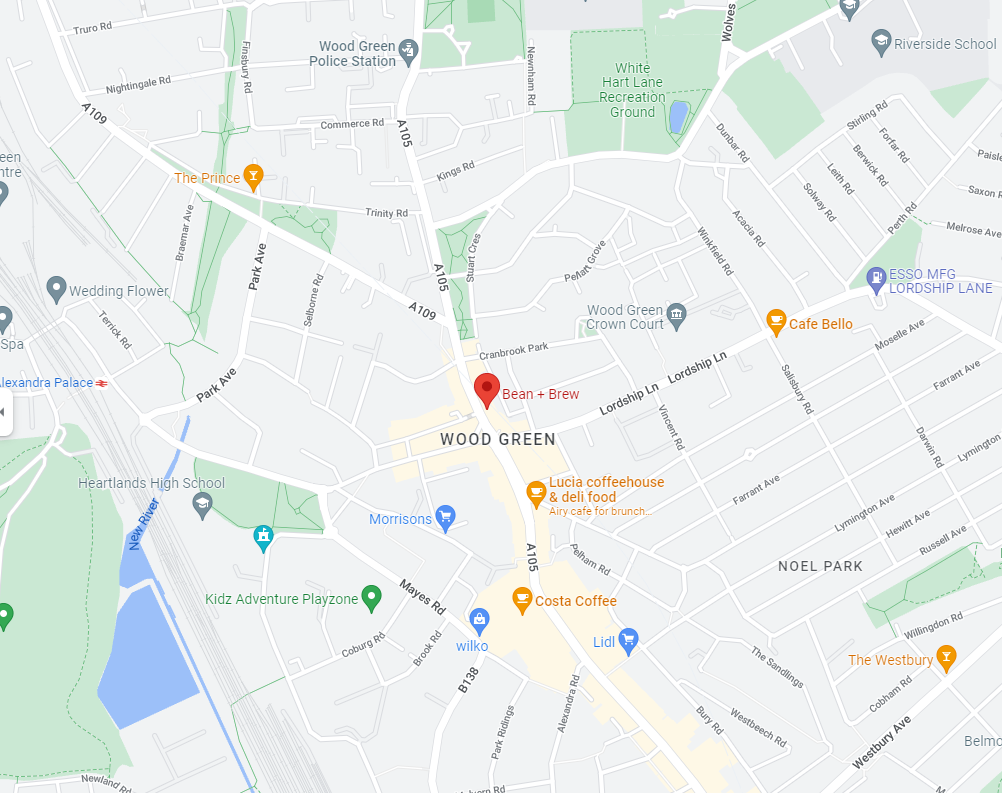 Truro Rd
Finsbury Rd
Wood Green
Police Station
Newnham Rd
Wolves
Riverside School
Nightingale Rd
A109
White
Hart Lane
Recreation
Ground
Commerce Rd
A105
Kings Rd
Dunbar Rd
Stirling Rd
Forfar Rd
Berwick Rd
Leith Rd
Solway Rd
The Prince
Trinity Rd
Braemar Ave
Park Ave
Stuart Cres
Acacia Rd
Perth Rd
Saxon R
Melrose Ave
Winkfield Rd
A105
Selborne Rd
A109
Wedding Flower
Terrick Rd
Spa
Wood Green
Crown Court
ESSO MFG
LORDSHIP LANE
Cafe Bello
Moselle Ave
Cranbrook Park
Lordship Ln
Lordship Ln
Farrant Ave
Alexandra Palace
Park Ave
Bean + Brew
Salisbury Rd
Vincent Rd
WOOD GREEN
Darwin Rd
Lymington
Heartlands High School
Lucia coffeehouse
& deli food
Airy cafe for brunch...
Farrant Ave
Lymington Ave
Hewitt Ave
Russell Ave
New River
Morrisons
A105
Pelham Rd
NOEL PARK
Kidz Adventure Playzone
Mayes Rd
Costa Coffee
wilko
Lidl
Willingdon Rd
Coburg Rd
Brook Rd
B138
The Sandlings
The Westbury
Cobham Rd
Alexandra Rd
Park Ridings
Bury Rd
Westbeech Rd
Westbury Ave
Belmo
Newland Rd